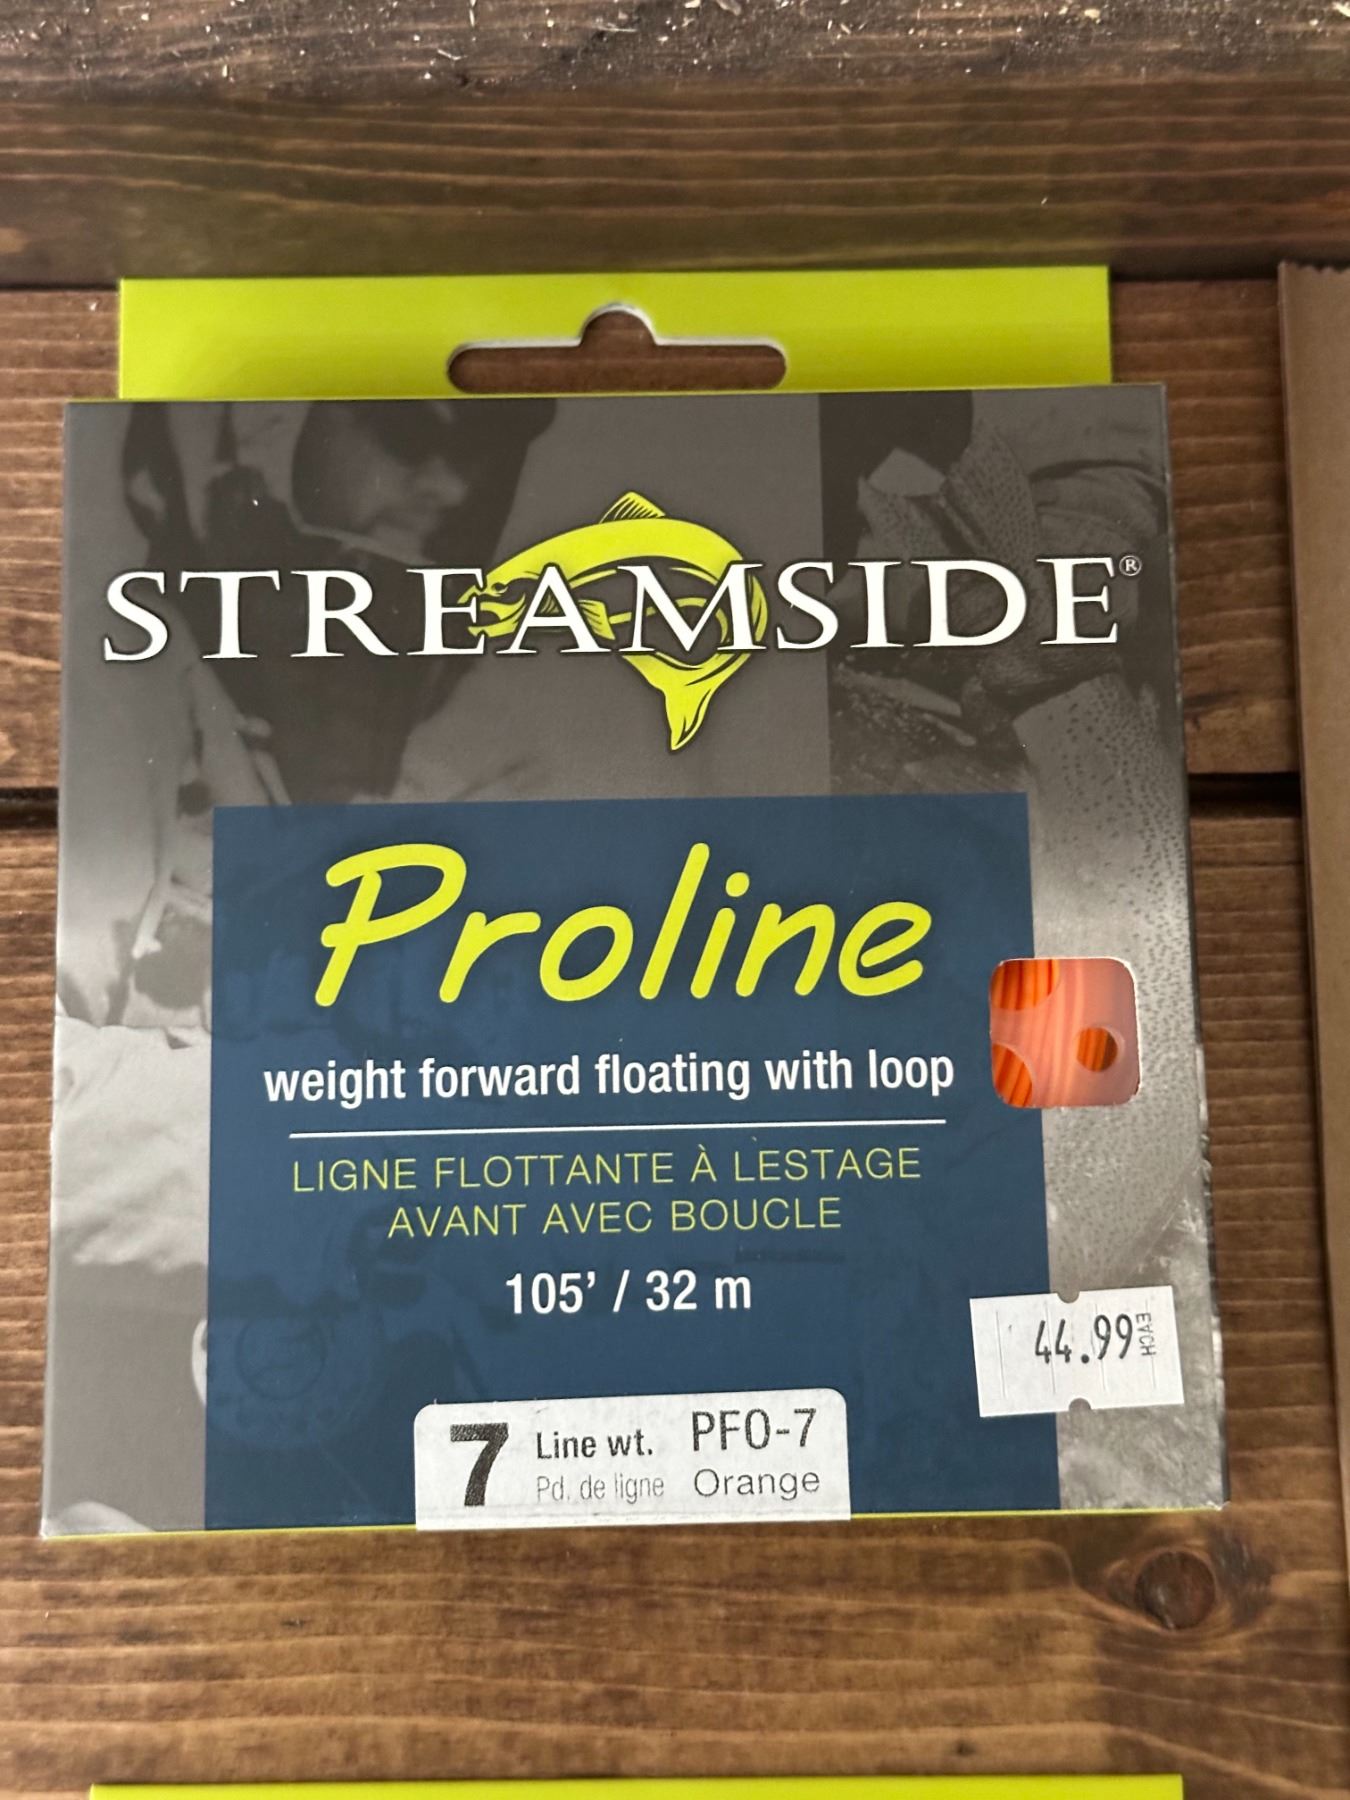 STREAMSIDE®
Proline
weight forward floating with loop
LIGNE FLOTTANTE À LESTAGE
AVANT AVEC BOUCLE
105' / 32 m
44.99 EACH
7 Line wt. PFO-7
Pd. de ligne Orange